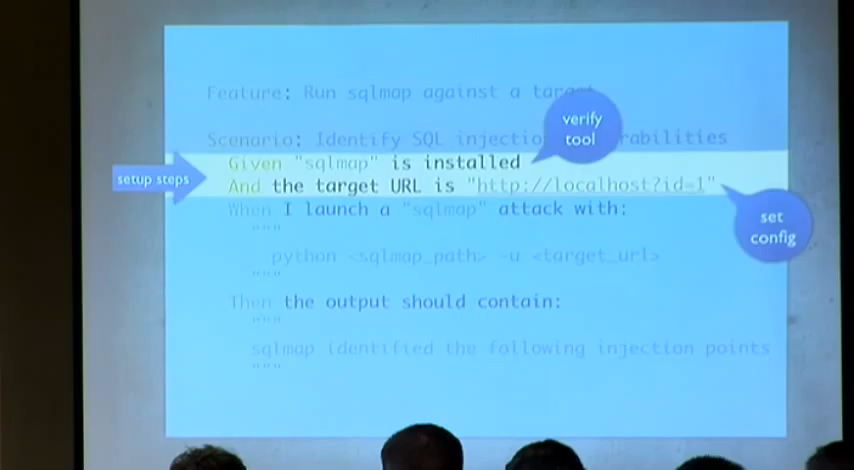 Feature: Run sqlmap against a target
verify
tool
Scenario: Identify SQL injection
setup steps
Given "sqlmap" is installed
And the target URL is "http://localhost?id=1"
When I launch a "sqlmap" attack with:
"""
set
config
python <sqlmap_path> -u <target_url>
"""
Then the output should contain:
"""
sqlmap identified the following injection points
"""